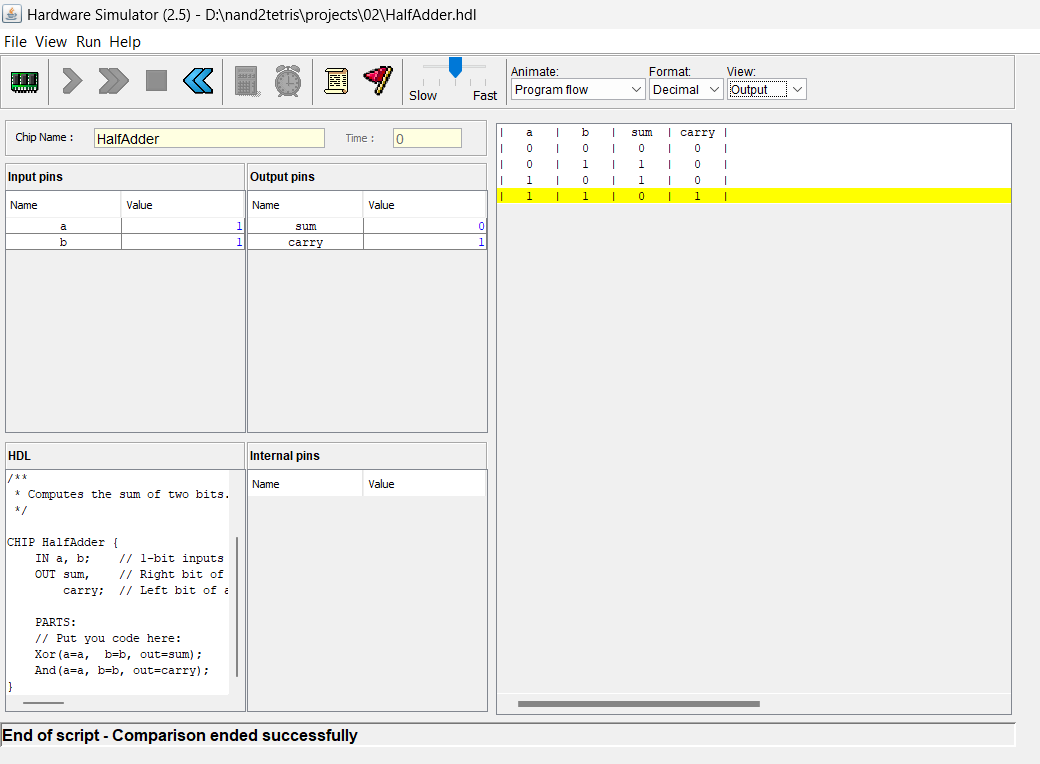 Hardware Simulator (2.5) - D:\nand2tetris\projects\02\HalfAdder.hdl
File View Run Help
Slow Fast
Animate: Format: View:
Program flow Decimal Output
Chip Name : HalfAdder Time : 0
Input pins
Name Value
a 1
b 1
Output pins
Name Value
sum 0
carry 1
| a | b | sum | carry |
| 0 | 0 | 0 | 0 |
| 0 | 1 | 1 | 0 |
| 1 | 0 | 1 | 0 |
| 1 | 1 | 0 | 1 |
HDL
/**
* Computes the sum of two bits.
*/
CHIP HalfAdder {
IN a, b; // 1-bit inputs
OUT sum, // Right bit of
carry; // Left bit of a
PARTS:
// Put you code here:
Xor(a=a, b=b, out=sum);
And(a=a, b=b, out=carry);
}
Internal pins
Name Value
End of script - Comparison ended successfully